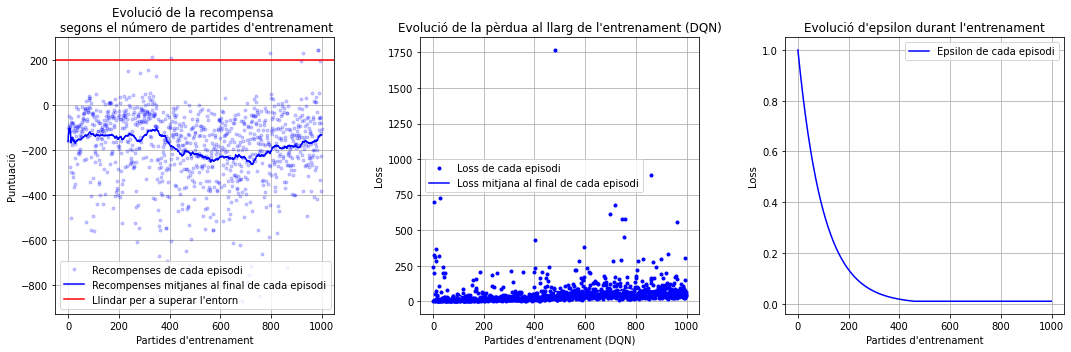 Evolució de la recompensa
segons el número de partides d'entrenament
Puntuació
200
0
−200
−400
−600
−800
Recompenses de cada episodi
Recompenses mitjanes al final de cada episodi
Llindar per a superar l'entorn
0
200
400
600
800
1000
Partides d'entrenament
Evolució de la pèrdua al llarg de l'entrenament (DQN)
Loss
1750
1500
1250
1000
750
500
250
0
Loss de cada episodi
Loss mitjana al final de cada episodi
0
200
400
600
800
1000
Partides d'entrenament (DQN)
Evolució d'epsilon durant l'entrenament
Loss
1.0
0.8
0.6
0.4
0.2
0.0
Epsilon de cada episodi
0
200
400
600
800
1000
Partides d'entrenament